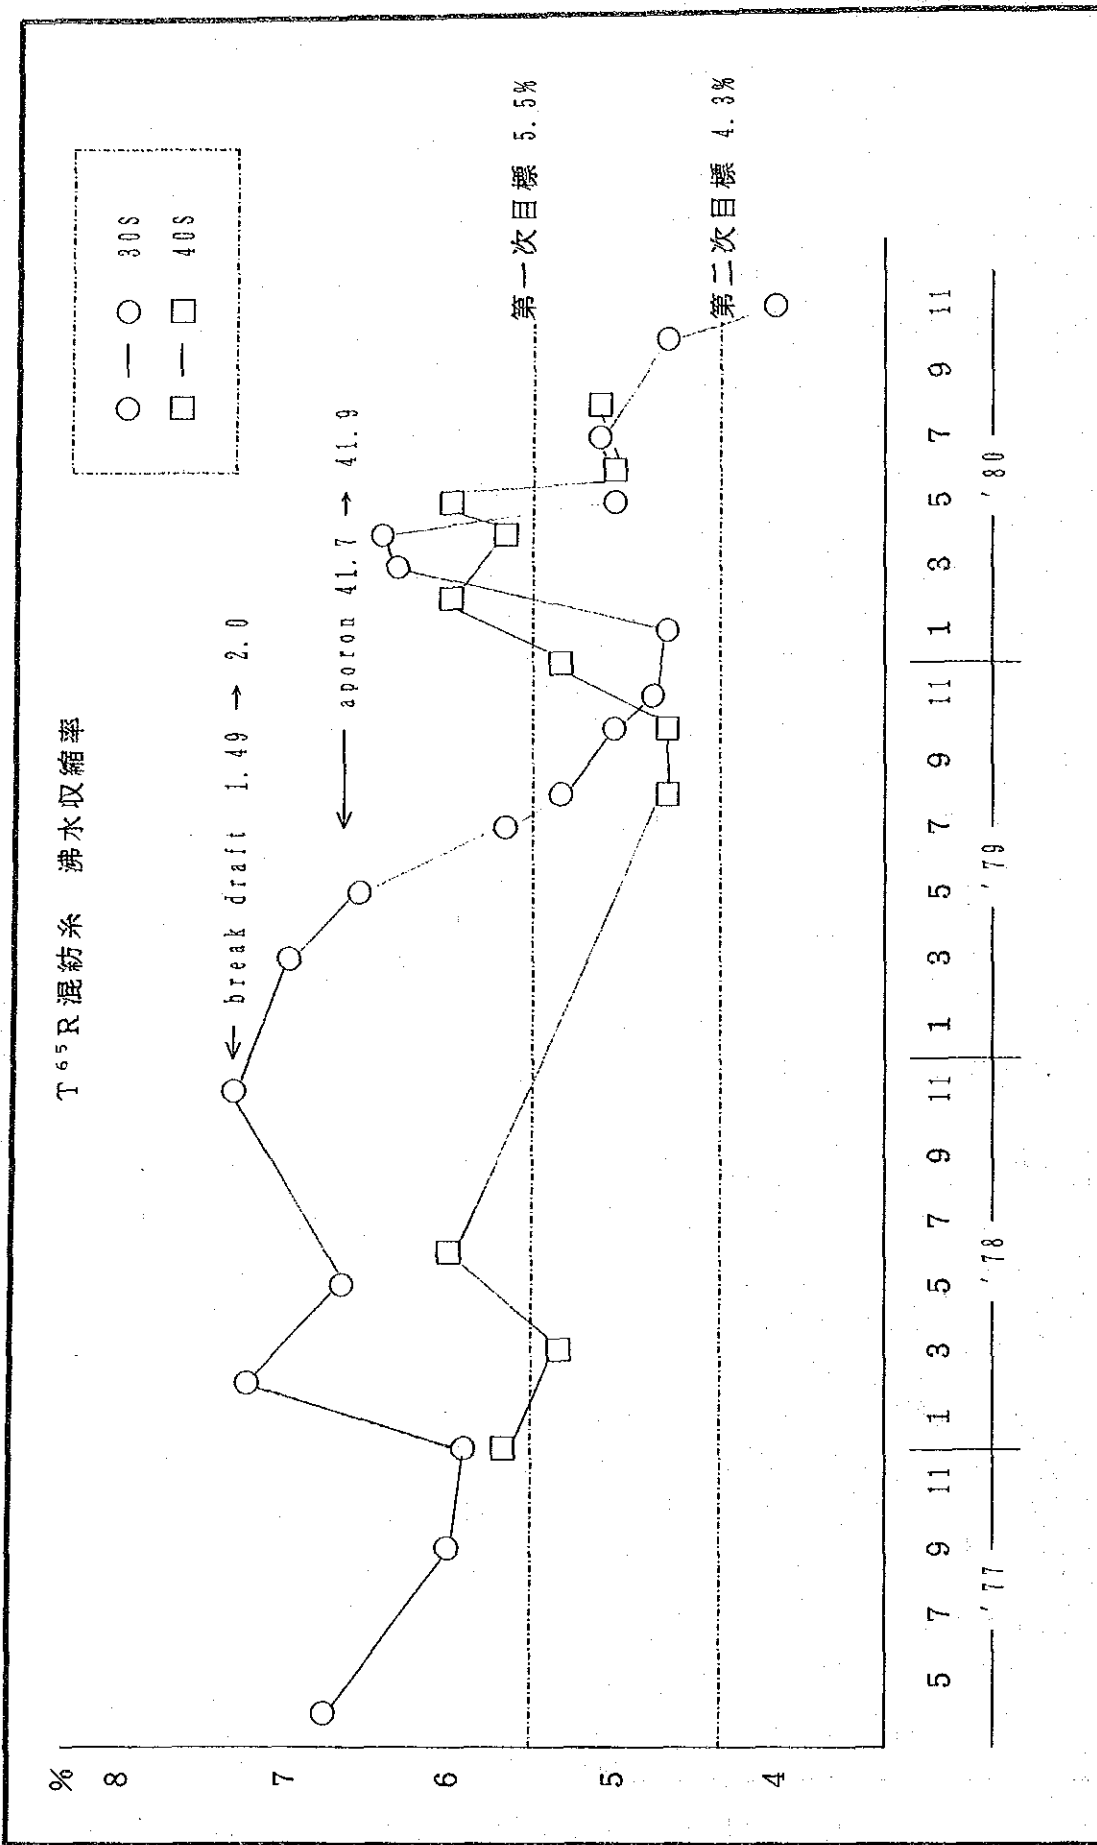 T⁶⁵R混紡糸 沸水収縮率
○ — ○ 30S
□ — □ 40S
← break draft 1.49 → 2.0
← aporon 41.7 → 41.9
第一次目標 5.5%
第二次目標 4.3%
%
8
7
6
5
4
5 7 9 11 1 3 5 7 9 11 1 3 5 7 9 11 1 3 5 7 9 11
'77 '78 '79 '80